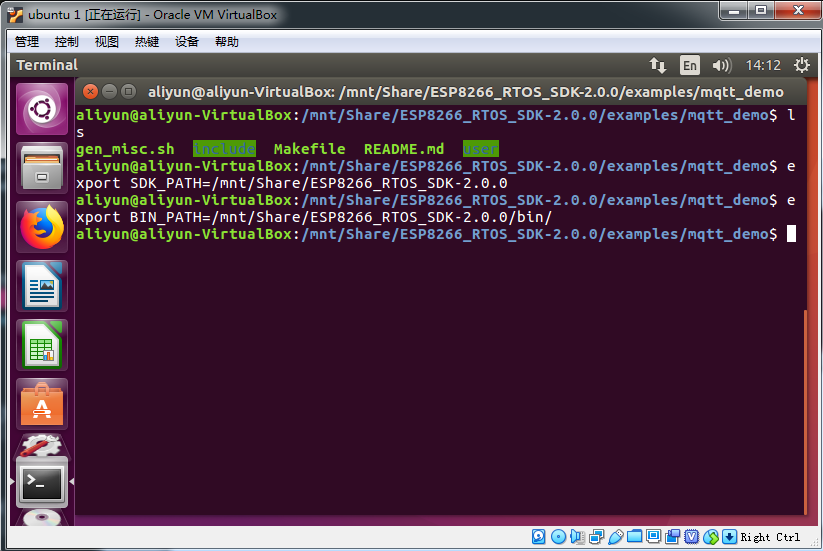 ubuntu 1 [正在运行] - Oracle VM VirtualBox
管理 控制 视图 热键 设备 帮助
Terminal En 14:12
aliyun@aliyun-VirtualBox: /mnt/Share/ESP8266_RTOS_SDK-2.0.0/examples/mqtt_demo
aliyun@aliyun-VirtualBox:/mnt/Share/ESP8266_RTOS_SDK-2.0.0/examples/mqtt_demo$ l
s
gen_misc.sh include Makefile README.md user
aliyun@aliyun-VirtualBox:/mnt/Share/ESP8266_RTOS_SDK-2.0.0/examples/mqtt_demo$ e
xport SDK_PATH=/mnt/Share/ESP8266_RTOS_SDK-2.0.0
aliyun@aliyun-VirtualBox:/mnt/Share/ESP8266_RTOS_SDK-2.0.0/examples/mqtt_demo$ e
xport BIN_PATH=/mnt/Share/ESP8266_RTOS_SDK-2.0.0/bin/
aliyun@aliyun-VirtualBox:/mnt/Share/ESP8266_RTOS_SDK-2.0.0/examples/mqtt_demo$
Right Ctrl